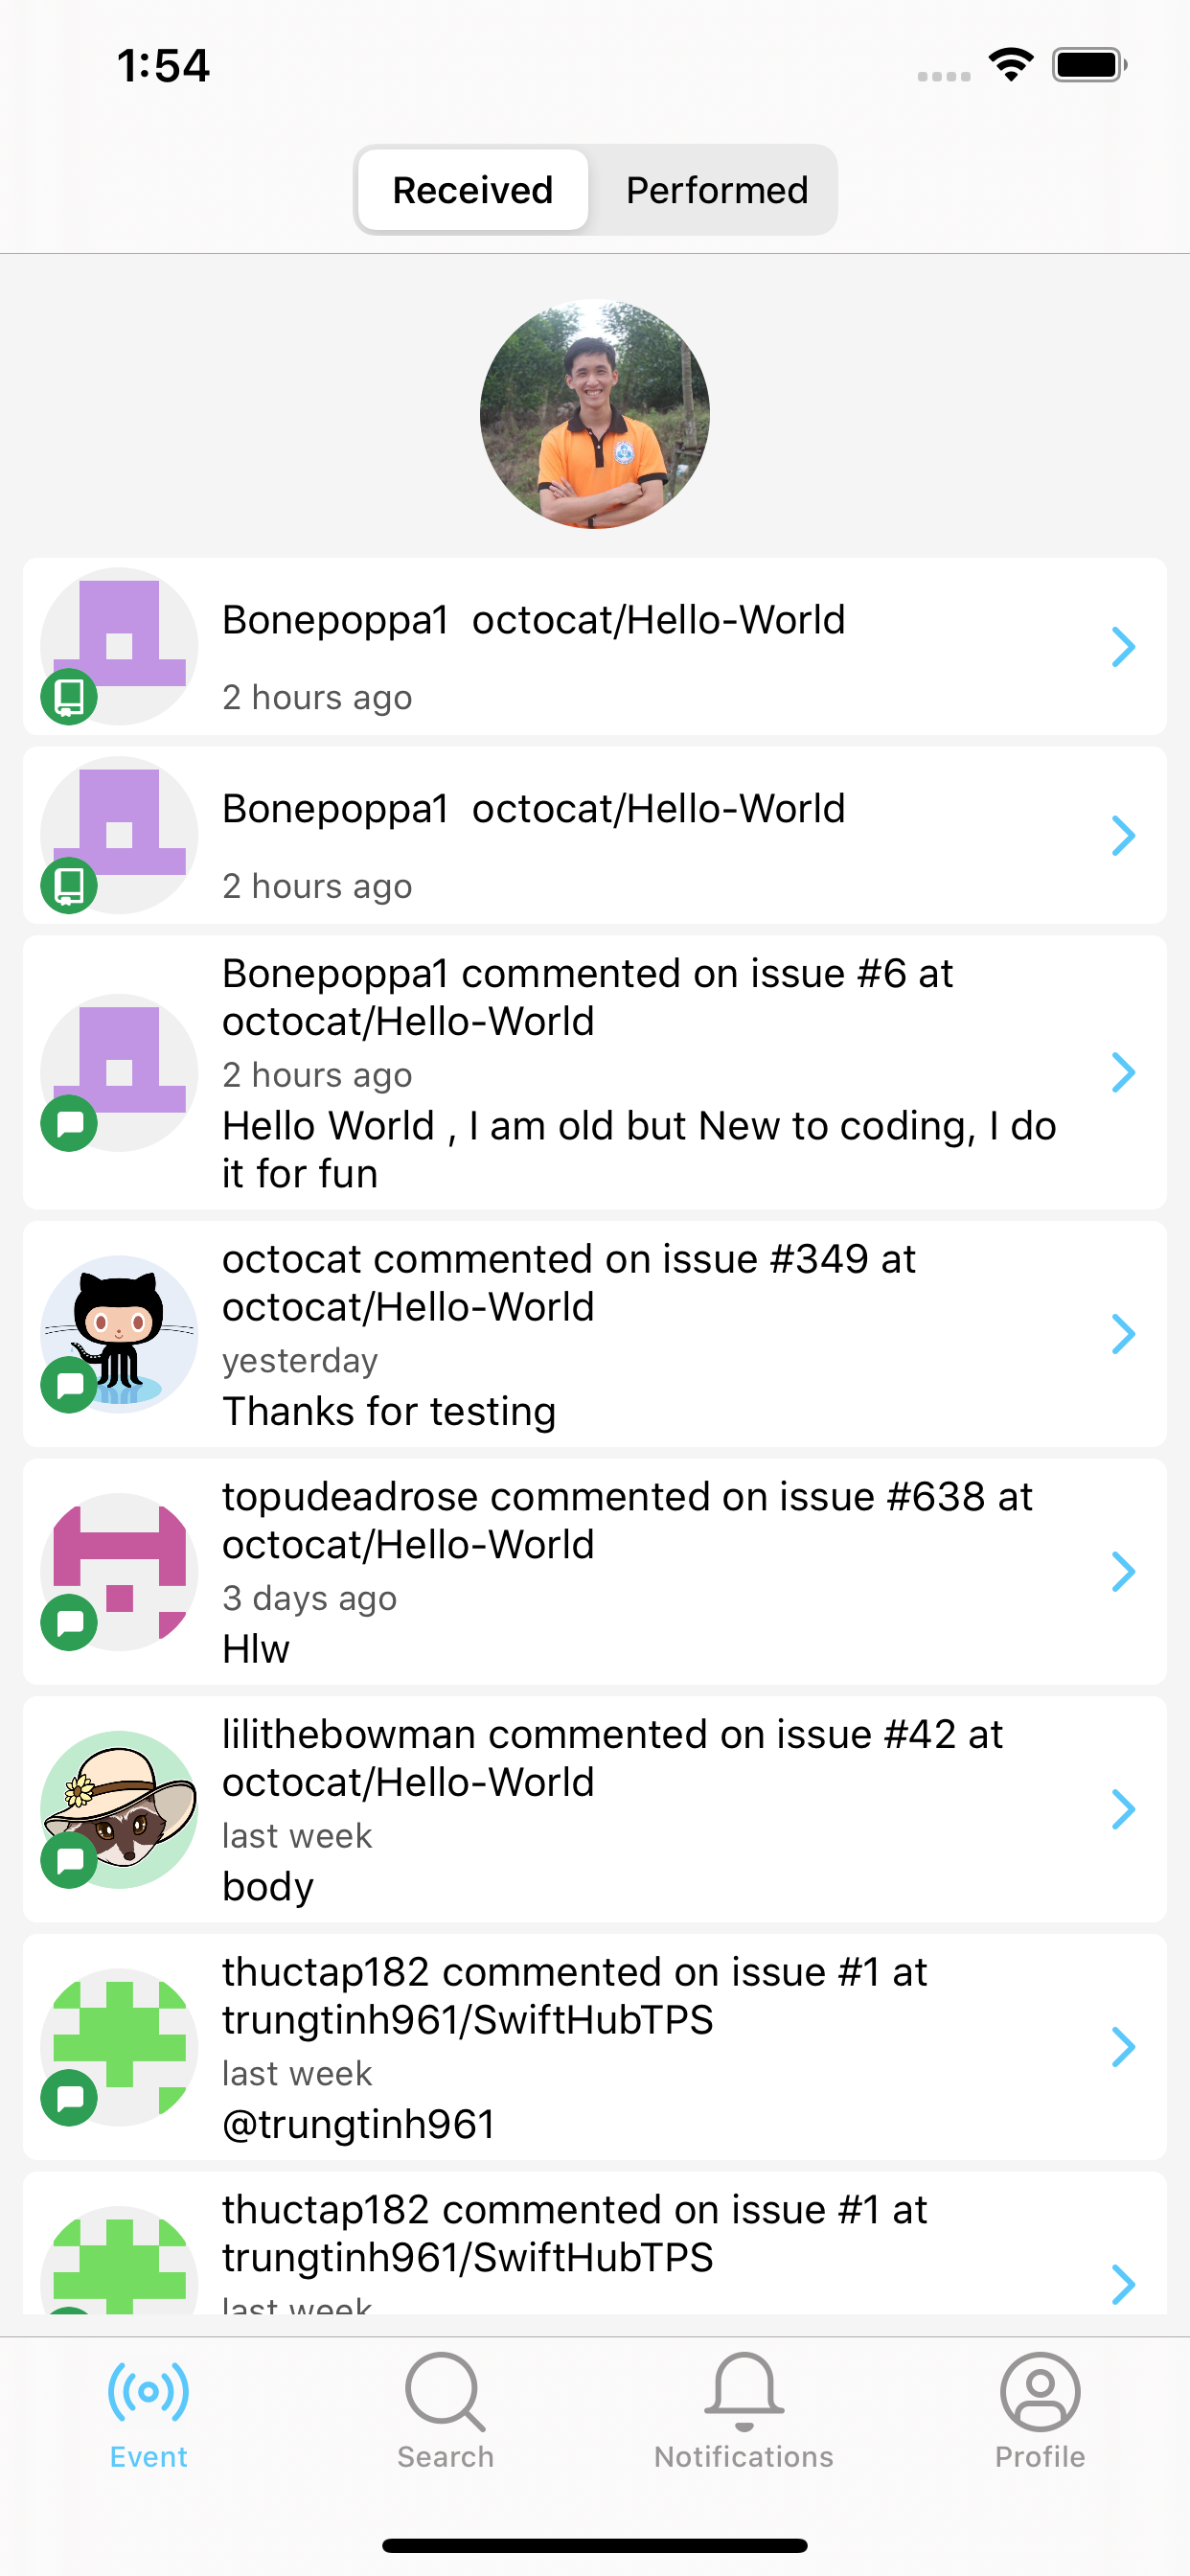 1:54
Received Performed
Bonepoppa1  octocat/Hello-World
2 hours ago
Bonepoppa1  octocat/Hello-World
2 hours ago
Bonepoppa1 commented on issue #6 at
octocat/Hello-World
2 hours ago
Hello World , I am old but New to coding, I do
it for fun
octocat commented on issue #349 at
octocat/Hello-World
yesterday
Thanks for testing
topudeadrose commented on issue #638 at
octocat/Hello-World
3 days ago
Hlw
lilithebowman commented on issue #42 at
octocat/Hello-World
last week
body
thuctap182 commented on issue #1 at
trungtinh961/SwiftHubTPS
last week
@trungtinh961
thuctap182 commented on issue #1 at
trungtinh961/SwiftHubTPS
last week
Event Search Notifications Profile